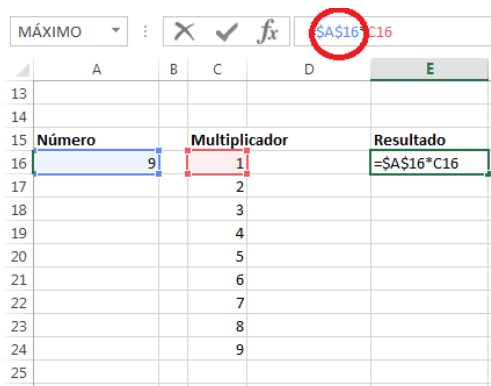 MÁXIMO fx =$A$16*C16
A B C D E
13
14
15 Número Multiplicador Resultado
16 9 1 =$A$16*C16
17 2
18 3
19 4
20 5
21 6
22 7
23 8
24 9
25